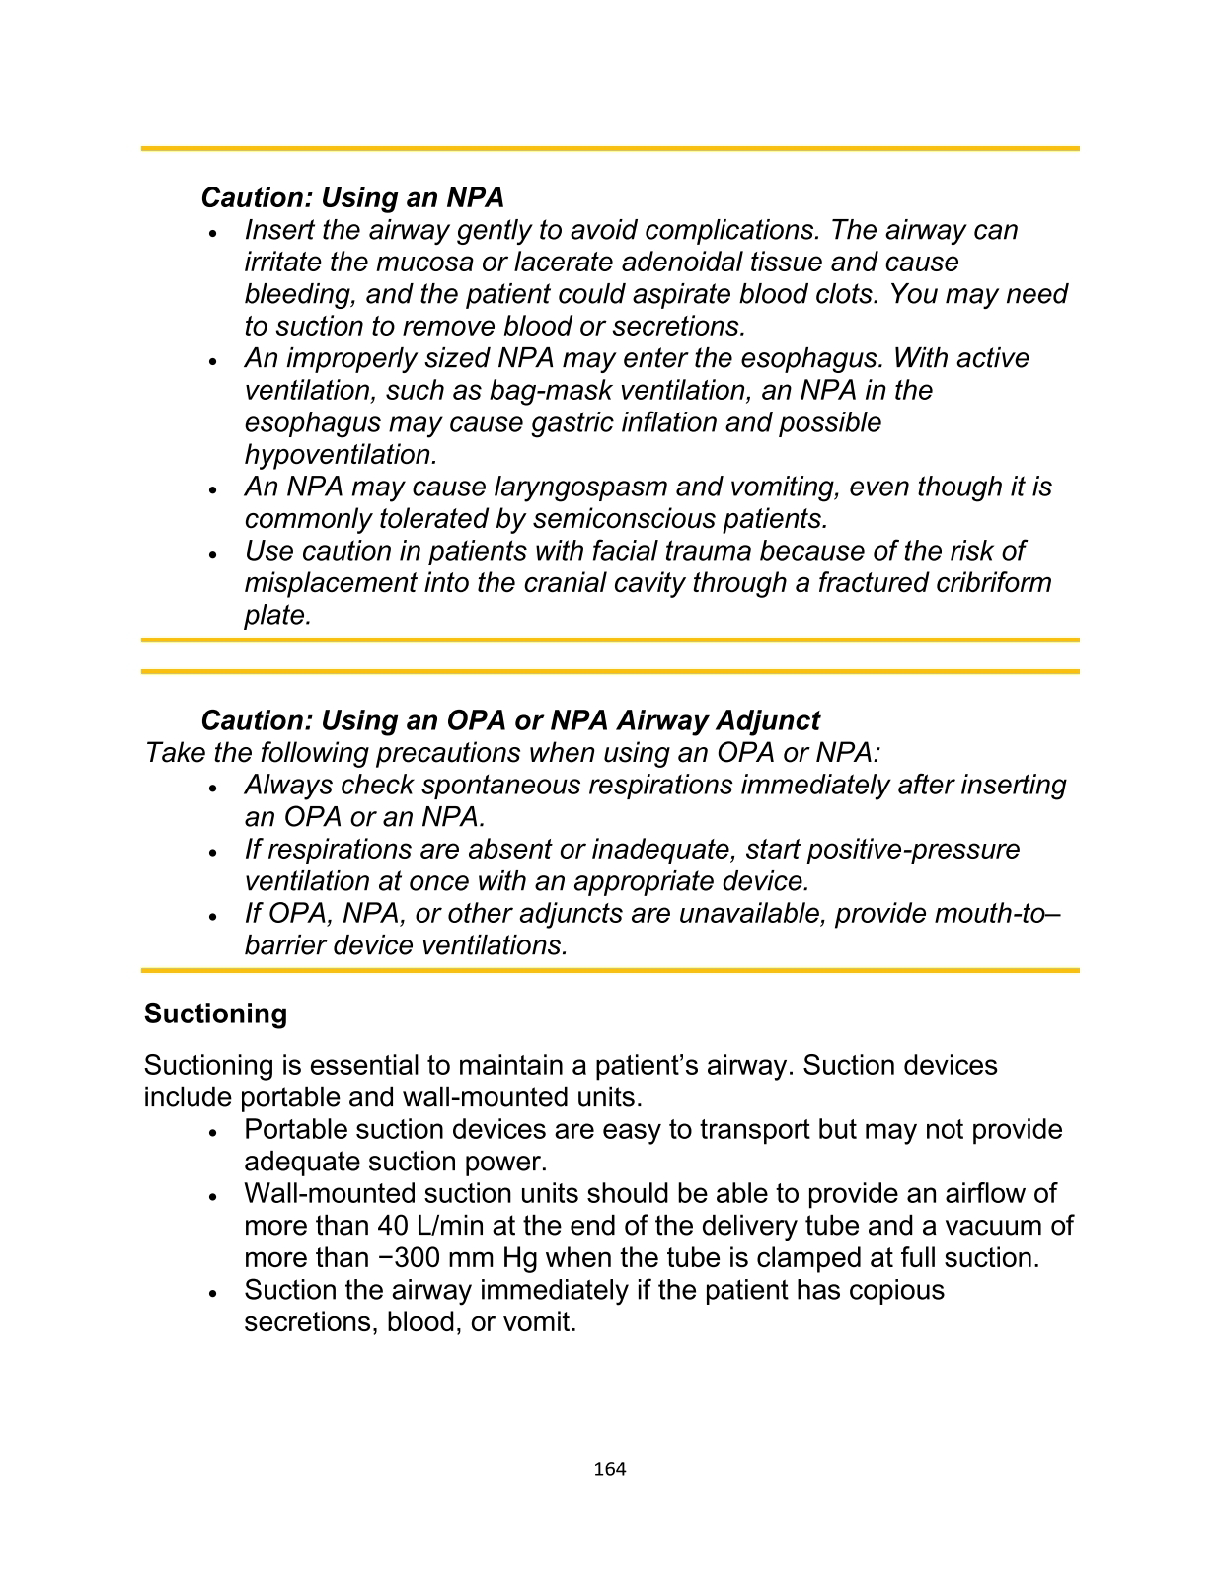 Caution: Using an NPA
• Insert the airway gently to avoid complications. The airway can
irritate the mucosa or lacerate adenoidal tissue and cause
bleeding, and the patient could aspirate blood clots. You may need
to suction to remove blood or secretions.
• An improperly sized NPA may enter the esophagus. With active
ventilation, such as bag-mask ventilation, an NPA in the
esophagus may cause gastric inflation and possible
hypoventilation.
• An NPA may cause laryngospasm and vomiting, even though it is
commonly tolerated by semiconscious patients.
• Use caution in patients with facial trauma because of the risk of
misplacement into the cranial cavity through a fractured cribriform
plate.
Caution: Using an OPA or NPA Airway Adjunct
Take the following precautions when using an OPA or NPA:
• Always check spontaneous respirations immediately after inserting
an OPA or an NPA.
• If respirations are absent or inadequate, start positive-pressure
ventilation at once with an appropriate device.
• If OPA, NPA, or other adjuncts are unavailable, provide mouth-to–
barrier device ventilations.
Suctioning
Suctioning is essential to maintain a patient’s airway. Suction devices
include portable and wall-mounted units.
• Portable suction devices are easy to transport but may not provide
adequate suction power.
• Wall-mounted suction units should be able to provide an airflow of
more than 40 L/min at the end of the delivery tube and a vacuum of
more than −300 mm Hg when the tube is clamped at full suction.
• Suction the airway immediately if the patient has copious
secretions, blood, or vomit.
164